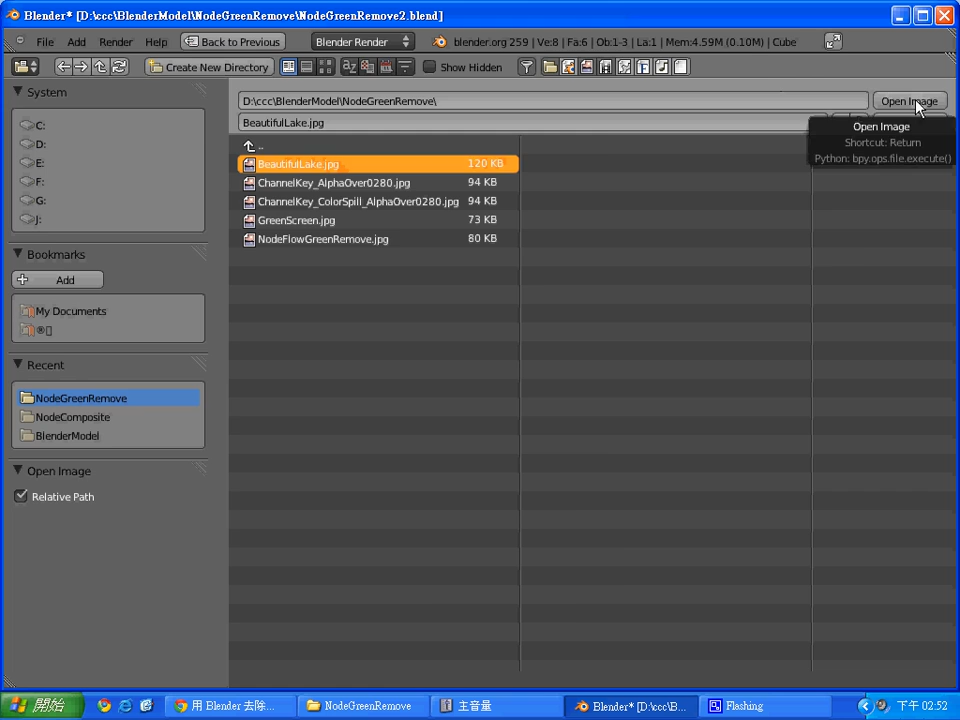 Blender* [D:\ccc\BlenderModel\NodeGreenRemove\NodeGreenRemove2.blend]
File Add Render Help Back to Previous Blender Render blender.org 259 | Ve:8 | Fa:6 | Ob:1-3 | La:1 | Mem:4.59M (0.10M) | Cube
Create New Directory Show Hidden
System
C:
D:
E:
F:
G:
J:
Bookmarks
Add
My Documents
Recent
NodeGreenRemove
NodeComposite
BlenderModel
Open Image
Relative Path
D:\ccc\BlenderModel\NodeGreenRemove\
Open Image
BeautifulLake.jpg
Open Image
Shortcut: Return
Python: bpy.ops.file.execute()
..
BeautifulLake.jpg 120 KB
ChannelKey_AlphaOver0280.jpg 94 KB
ChannelKey_ColorSpill_AlphaOver0280.jpg 94 KB
GreenScreen.jpg 73 KB
NodeFlowGreenRemove.jpg 80 KB
開始 用 Blender 去除... NodeGreenRemove 主音量 Blender* [D:\ccc\B... Flashing 下午 02:52